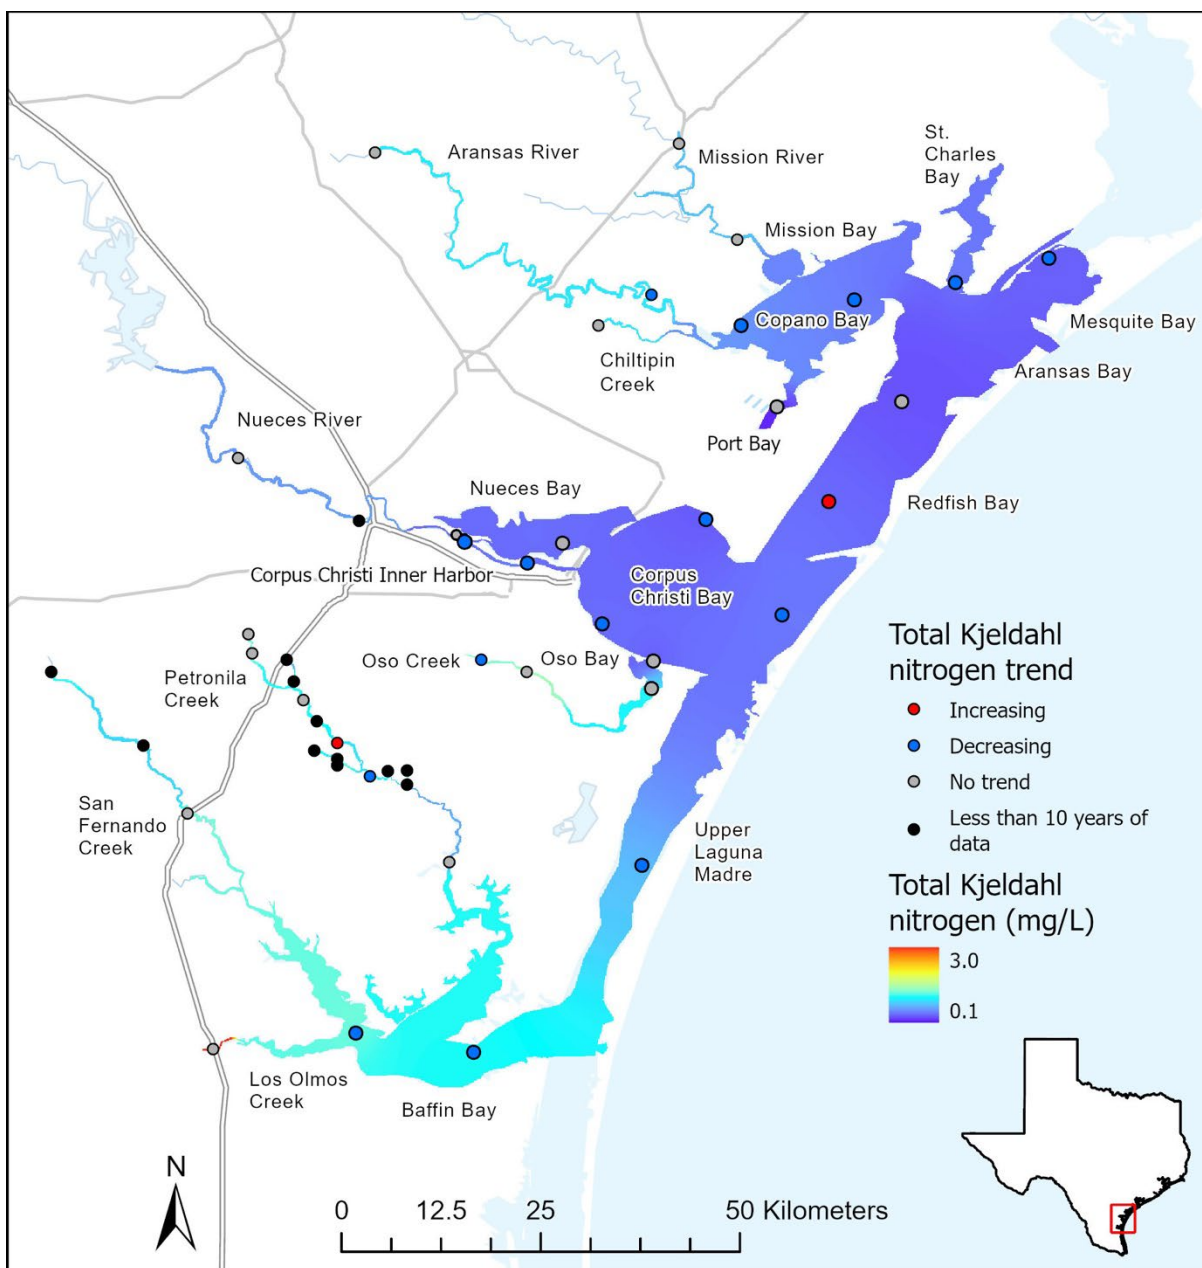 St.
Charles
Bay
Aransas River
Mission River
Mission Bay
Copano Bay
Mesquite Bay
Chiltipin
Creek
Aransas Bay
Nueces River
Port Bay
Nueces Bay
Redfish Bay
Corpus Christi Inner Harbor
Corpus
Christi Bay
Oso Creek
Oso Bay
Petronila
Creek
San
Fernando
Creek
Upper
Laguna
Madre
Los Olmos
Creek
Baffin Bay
Total Kjeldahl
nitrogen trend
Increasing
Decreasing
No trend
Less than 10 years of
data
Total Kjeldahl
nitrogen (mg/L)
3.0
0.1
N
0 12.5 25 50 Kilometers